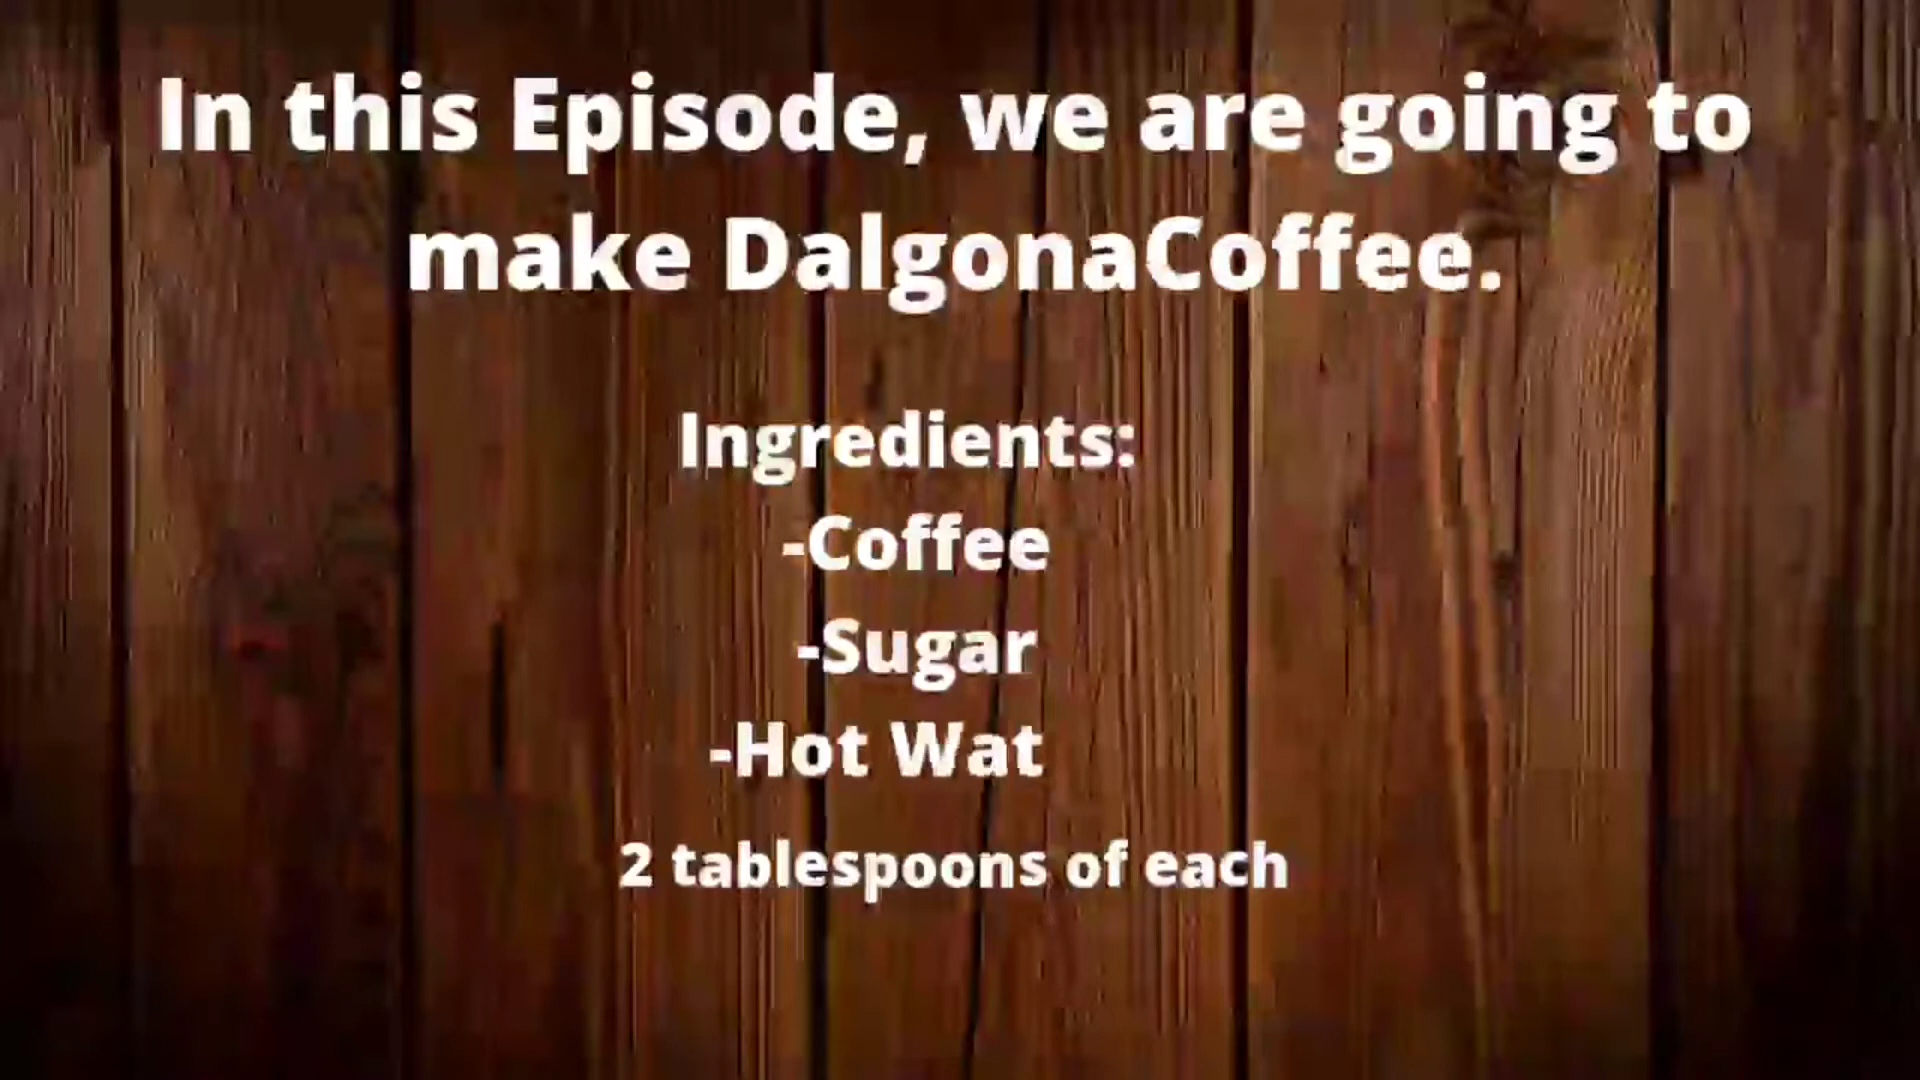 In this Episode, we are going to
make DalgonaCoffee.
Ingredients:
-Coffee
-Sugar
-Hot Wat
2 tablespoons of each